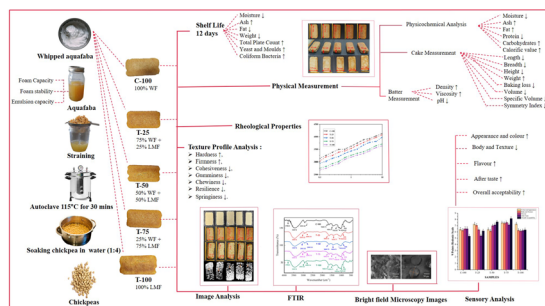 Whipped aquafaba
Foam Capacity
Foam stability
Emulsion capacity
Aquafaba
Straining
Autoclave 115°C for 30 mins
Soaking chickpea in water (1:4)
Chickpeas
C-100
100% WF
T-25
75% WF +
25% LMF
T-50
50% WF +
50% LMF
T-75
25% WF +
75% LMF
T-100
100% LMF
Shelf Life
12 days
Moisture ↓
Ash ↑
Fat ↓
Weight ↓
Total Plate Count ↑
Yeast and Moulds ↑
Coliform Bacteria ↑
Physical Measurement
Physicochemical Analysis
Moisture ↓
Ash ↑
Fat ↑
Protein ↓
Carbohydrates ↑
Calorific value ↑
Cake Measurement
Length ↓
Breadth ↓
Height ↓
Weight ↑
Baking loss ↓
Volume ↓
Specific Volume ↓
Symmetry Index ↓
Batter
Measurement
Density ↑
Viscosity ↑
pH ↓
Rheological Properties
Texture Profile Analysis :
➢ Hardness ↑,
➢ Firmness ↑,
➢ Cohesiveness ↓,
➢ Gumminess ↓,
➢ Chewiness ↓,
➢ Resilience ↓,
➢ Springiness ↓.
Appearance and colour ↑
Body and Texture ↓
Flavour ↑
After taste ↑
Overall acceptability ↑
Image Analysis
FTIR
Bright field Microscopy Images
Sensory Analysis